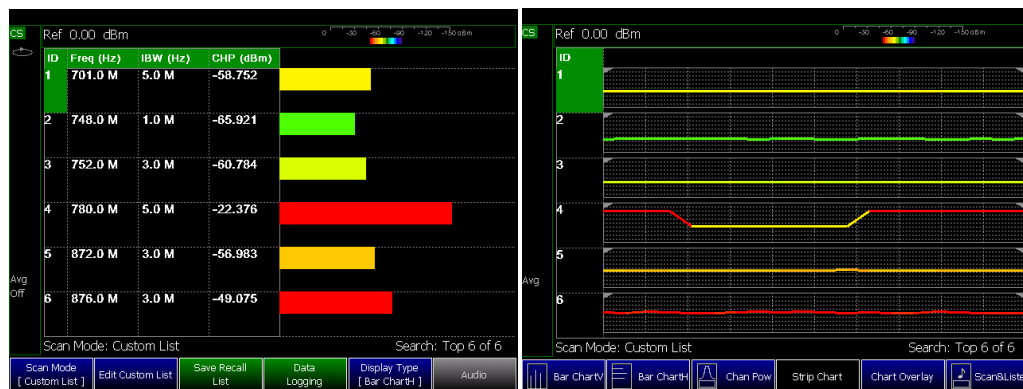 CS
Ref 0.00 dBm
0 -30 -60 -90 -120 -150 dBm
ID Freq (Hz) IBW (Hz) CHP (dBm)
1 701.0 M 5.0 M -58.752
2 748.0 M 1.0 M -65.921
3 752.0 M 3.0 M -60.784
4 780.0 M 5.0 M -22.376
5 872.0 M 3.0 M -56.983
6 876.0 M 3.0 M -49.075
Avg
Off
Scan Mode: Custom List Search: Top 6 of 6
Scan Mode
[ Custom List ]
Edit Custom List
Save Recall
List
Data
Logging
Display Type
[ Bar ChartH ]
Audio
CS
Ref 0.00 dBm
0 -30 -60 -90 -120 -150 dBm
ID
1
2
3
4
5
6
Avg
Scan Mode: Custom List Search: Top 6 of 6
Bar ChartV
Bar ChartH
Chan Pow
Strip Chart
Chart Overlay
Scan&Liste